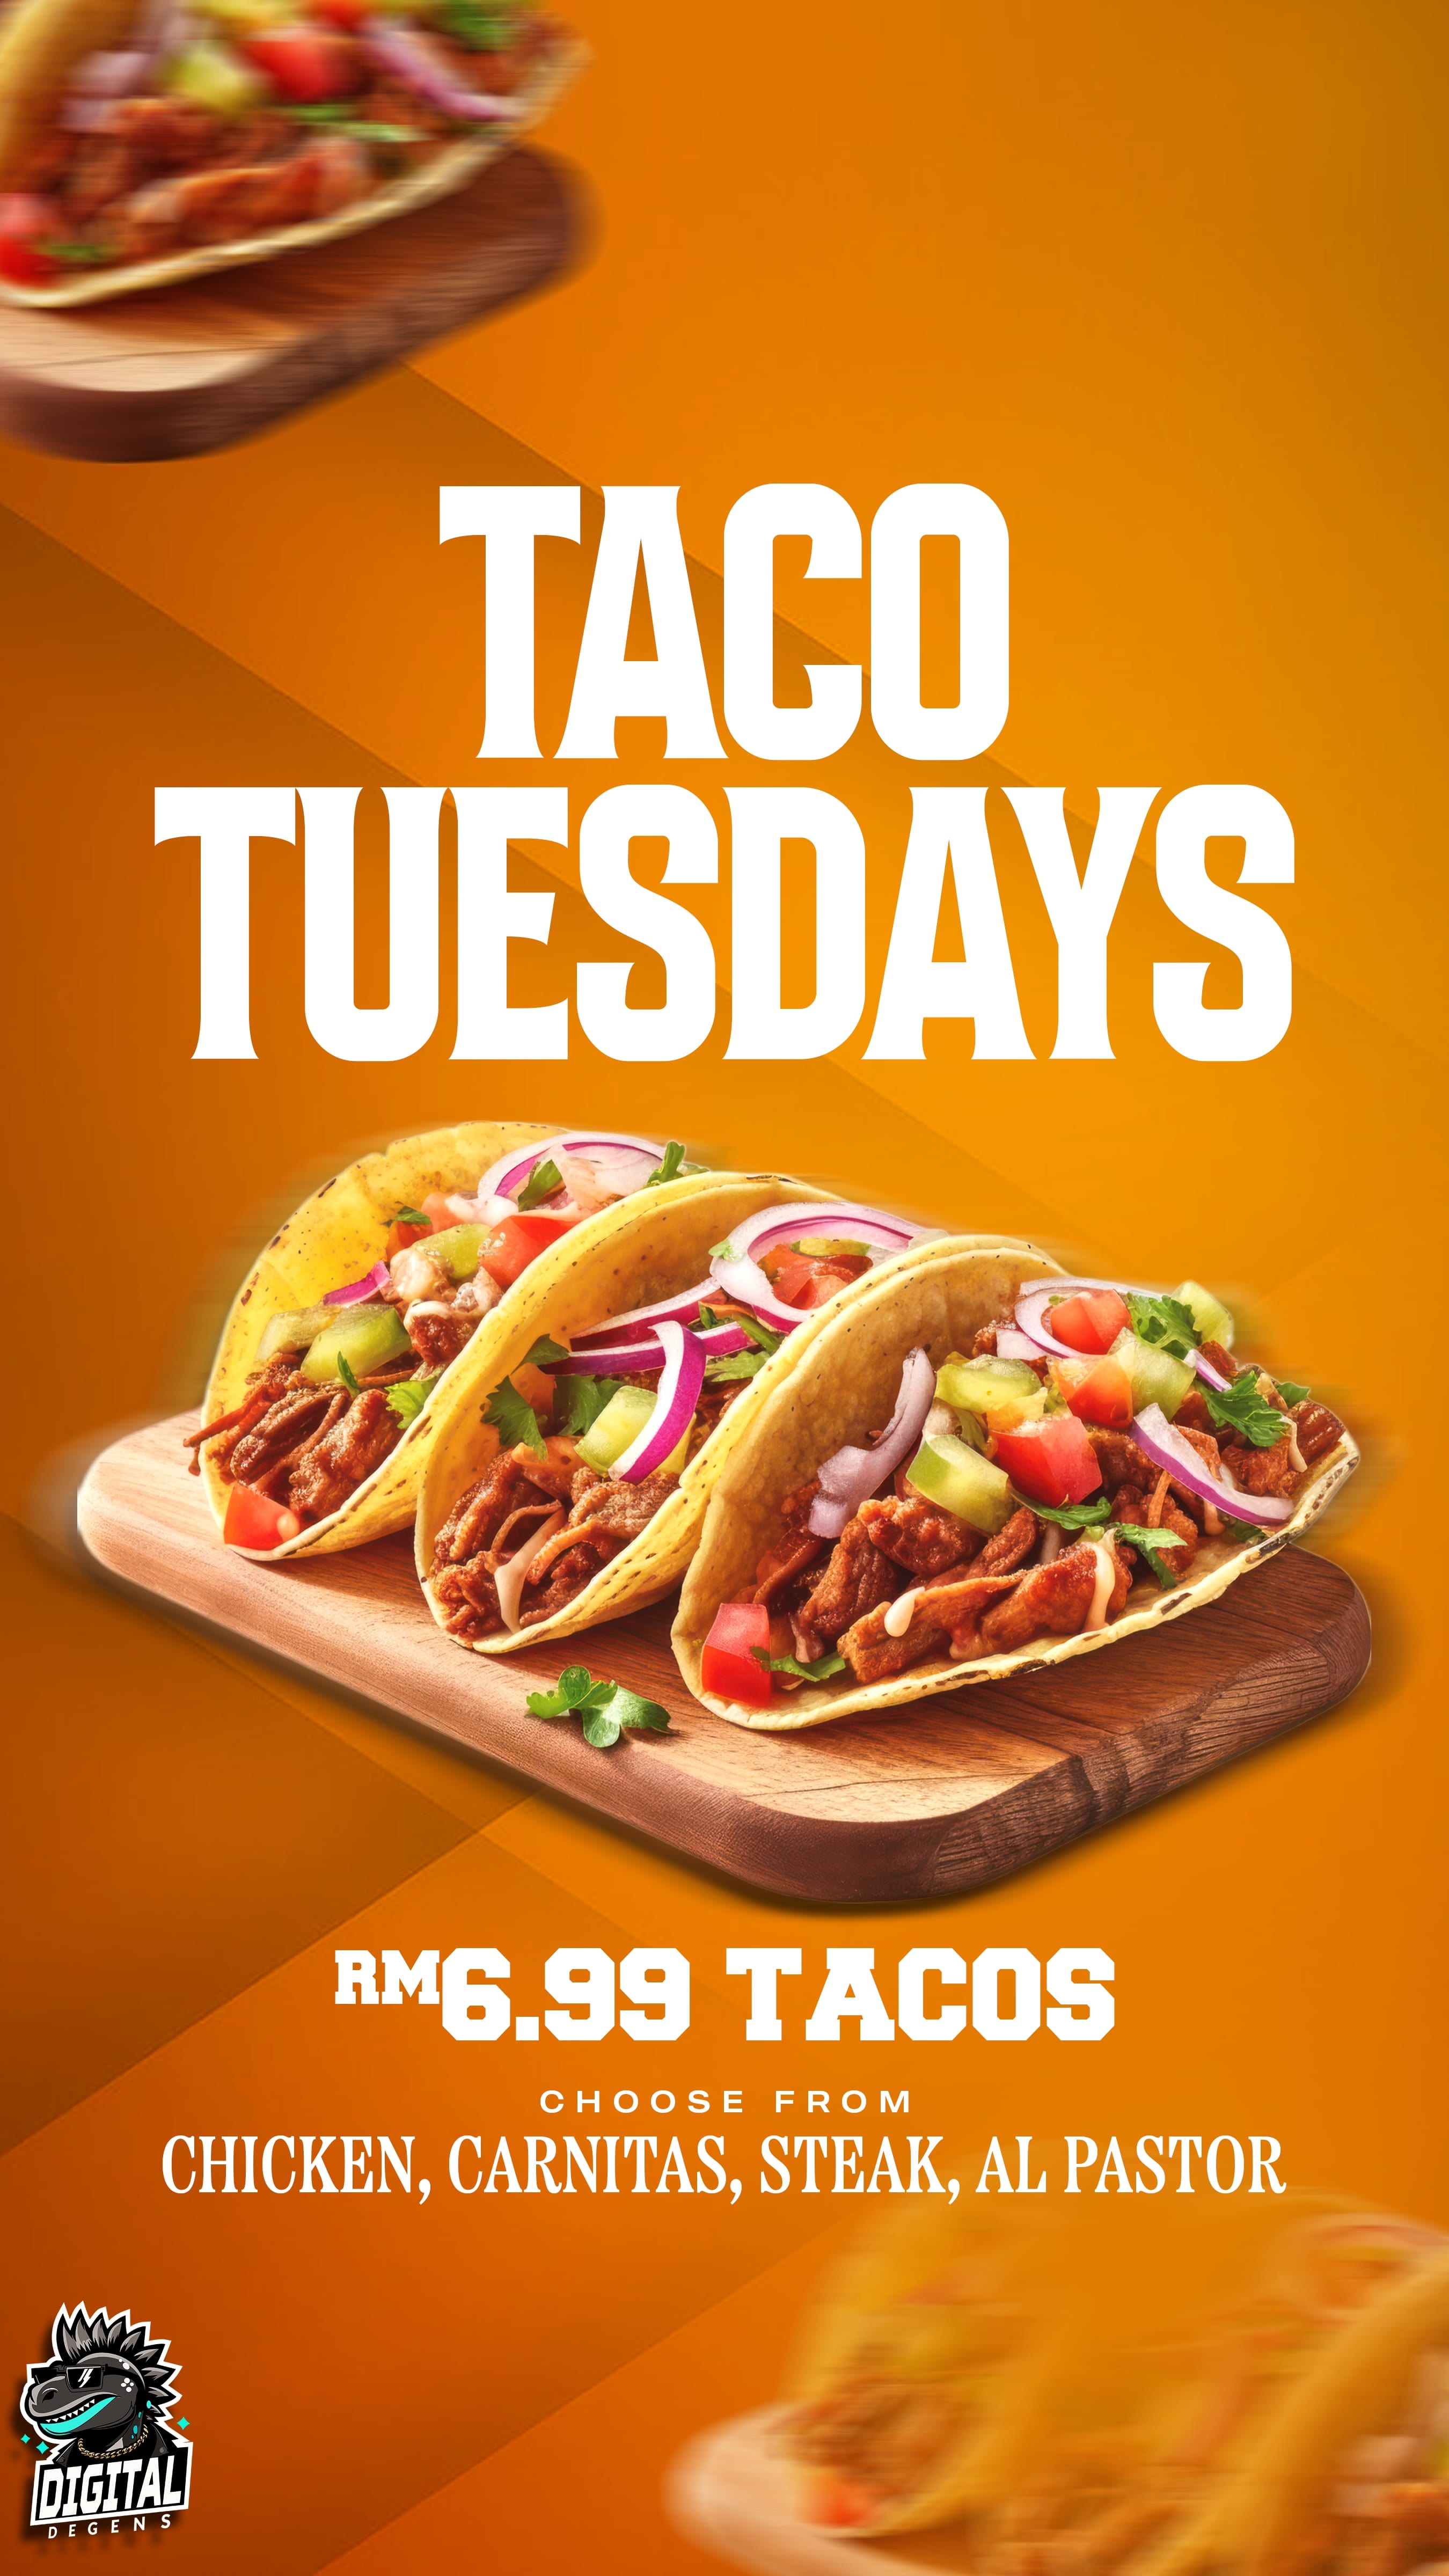 TACO
TUESDAYS
RM6.99 TACOS
CHOOSE FROM
CHICKEN, CARNITAS, STEAK, AL PASTOR
DIGITAL
DEGENS